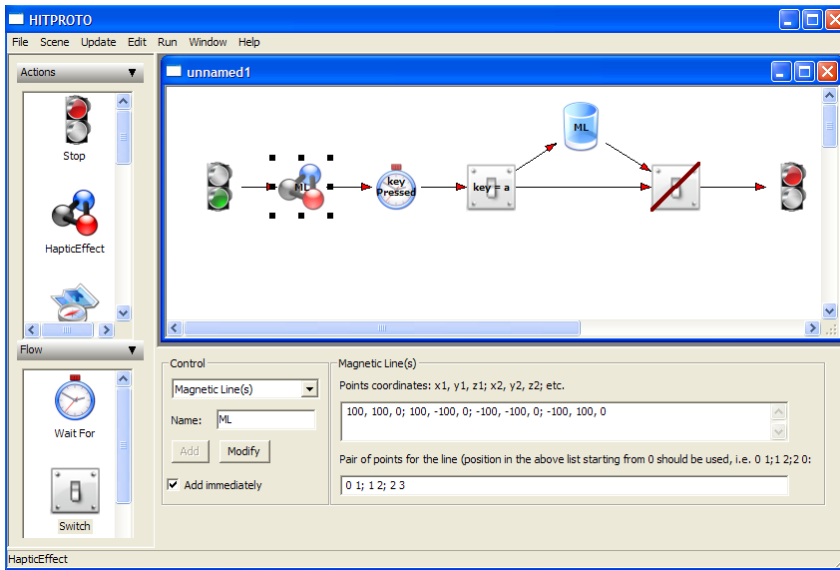 HITPROTO
File Scene Update Edit Run Window Help
Actions
Stop
HapticEffect
Flow
Wait For
Switch
unnamed1
ML
ML
key
Pressed
key = a
Control
Magnetic Line(s)
Name: ML
Add Modify
Add immediately
Magnetic Line(s)
Points coordinates: x1, y1, z1; x2, y2, z2; etc.
100, 100, 0; 100, -100, 0; -100, -100, 0; -100, 100, 0
Pair of points for the line (position in the above list starting from 0 should be used, i.e. 0 1;1 2;2 0:
0 1; 1 2; 2 3
HapticEffect